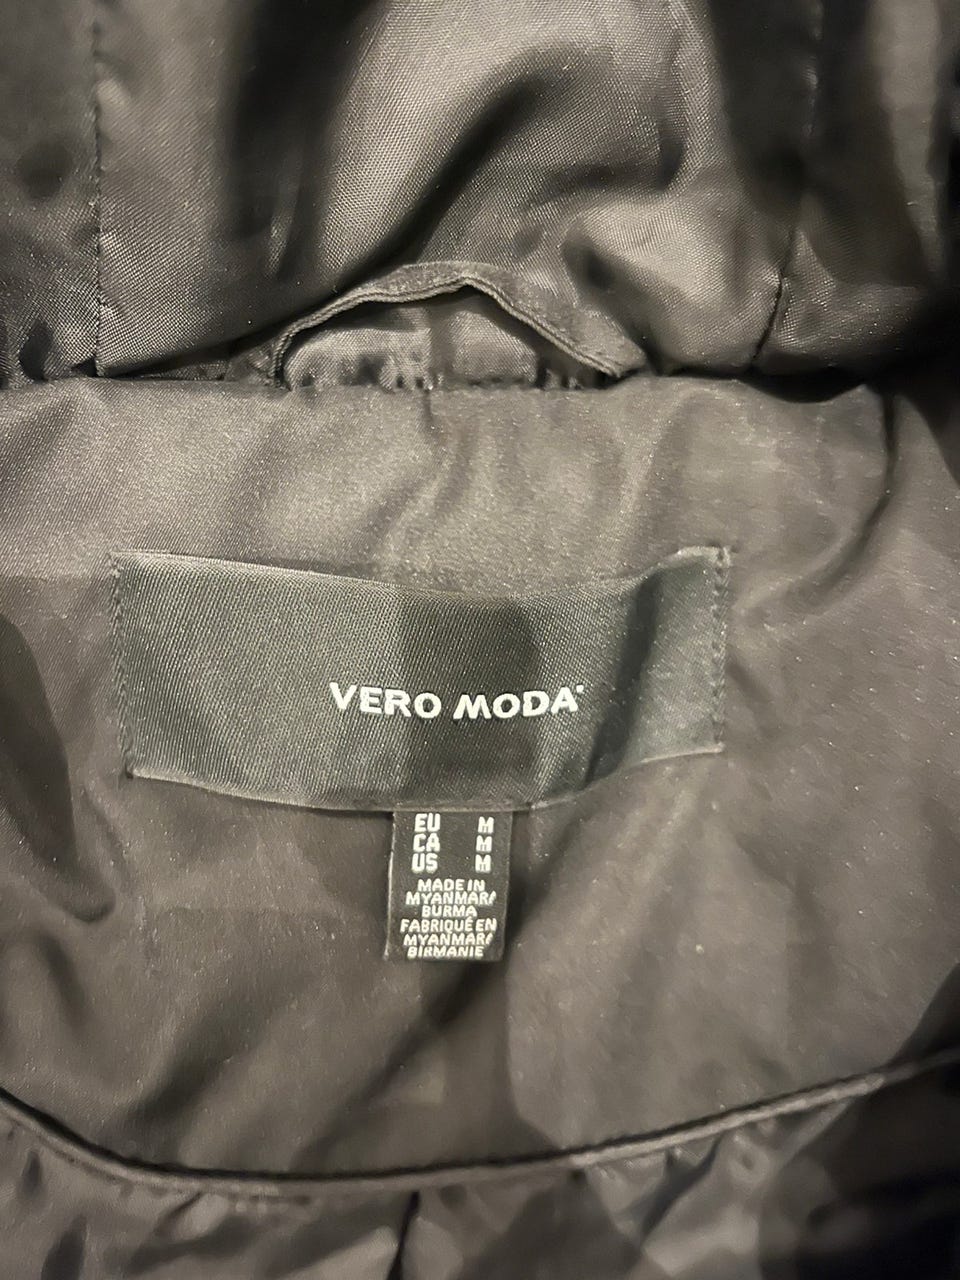 VERO MODA
EU M
CA M
US M
MADE IN
MYANMAR/
BURMA
FABRIQUÉ EN
MYANMAR/
BIRMANIE